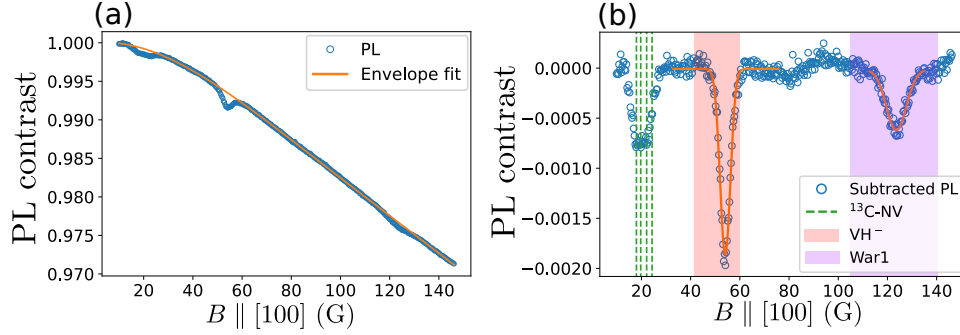 (a)
1.000
0.995
0.990
0.985
0.980
0.975
0.970
PL contrast
PL
Envelope fit
20 40 60 80 100 120 140
B ∥ [100] (G)
(b)
0.0000
−0.0005
−0.0010
−0.0015
−0.0020
PL contrast
Subtracted PL
¹³C-NV
VH⁻
War1
20 40 60 80 100 120 140
B ∥ [100] (G)